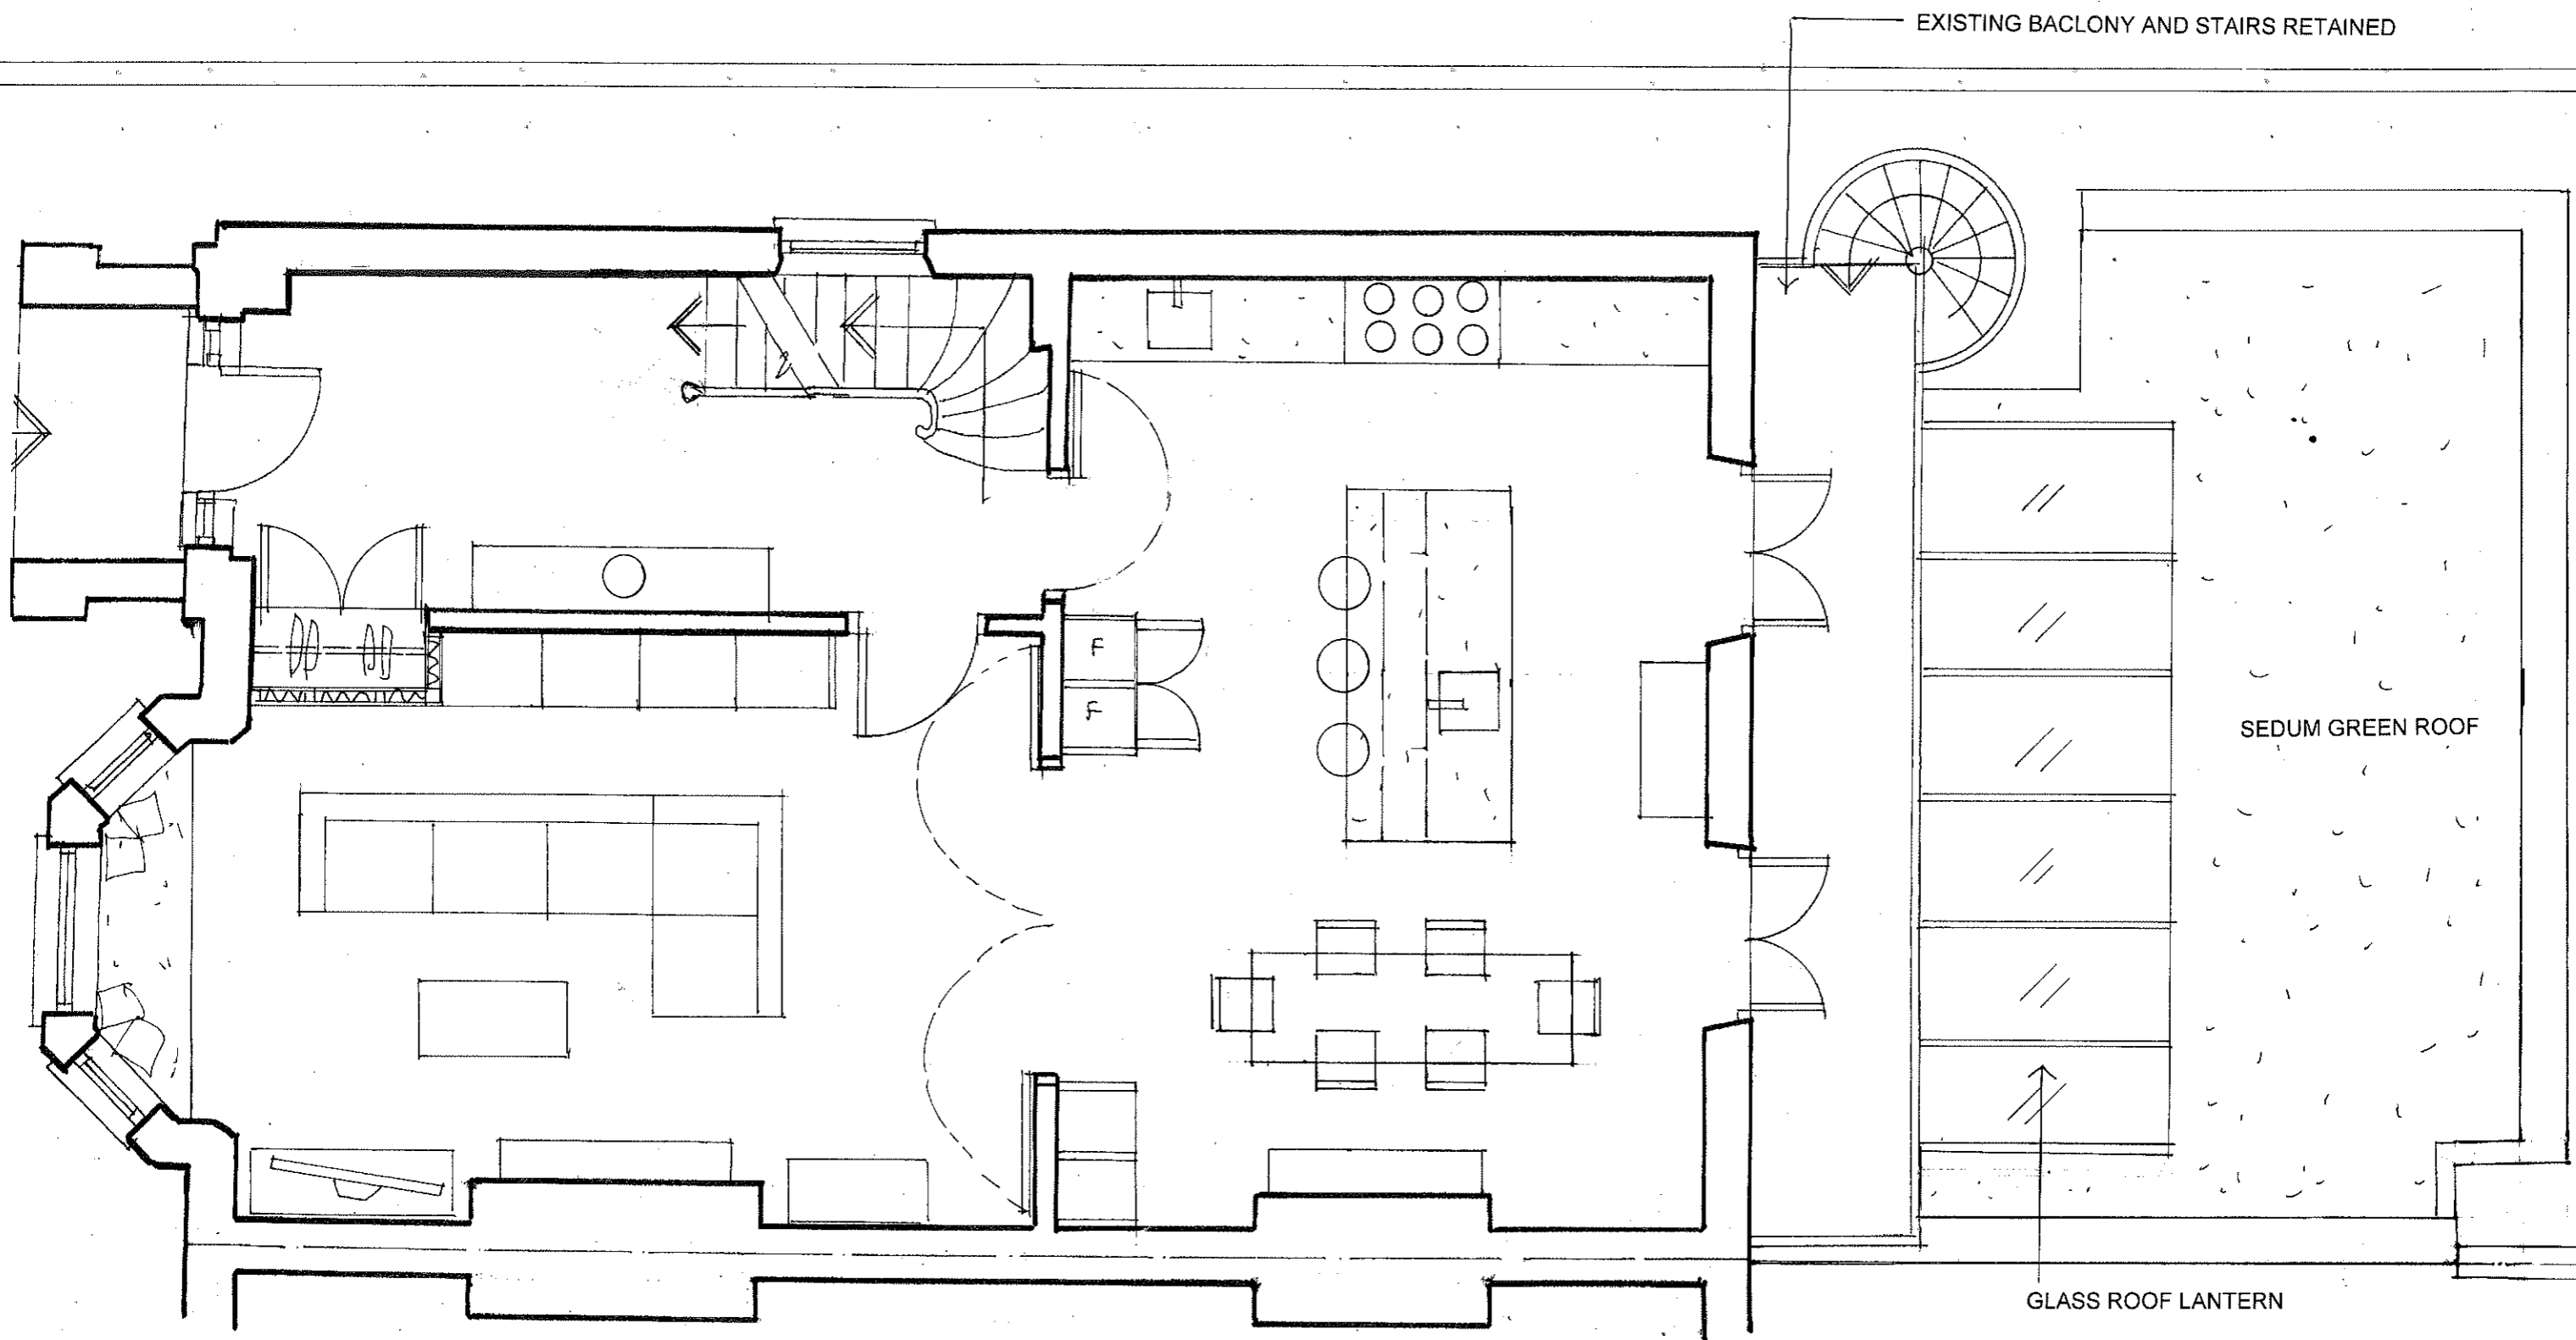 EXISTING BACLONY AND STAIRS RETAINED
F
F
SEDUM GREEN ROOF
GLASS ROOF LANTERN